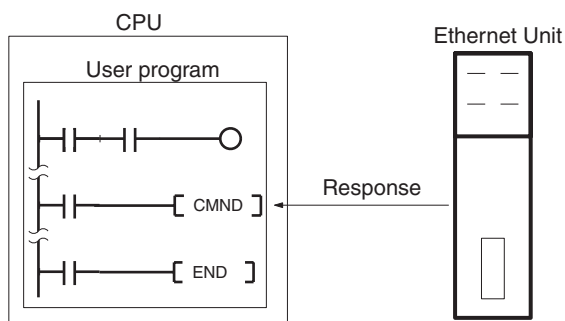 CPU
Ethernet Unit
User program
CMND
Response
END